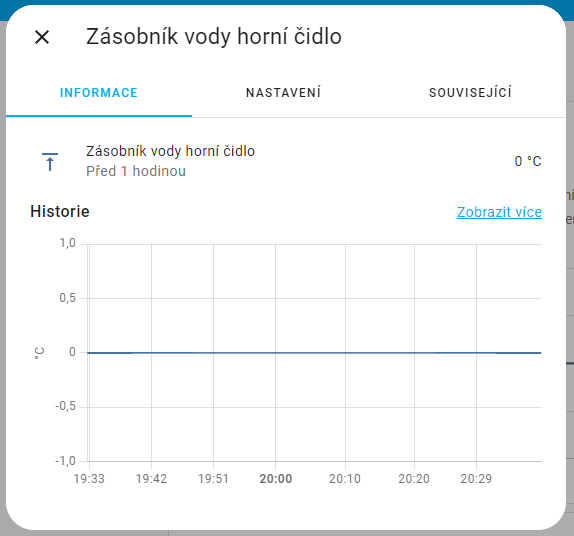 Zásobník vody horní čidlo
INFORMACE
NASTAVENÍ
SOUVISEJÍCÍ
Zásobník vody horní čidlo
Před 1 hodinou
0 °C
Historie
Zobrazit více
1,0
0,5
0
-0,5
-1,0
°C
19:33
19:42
19:51
20:00
20:10
20:20
20:29